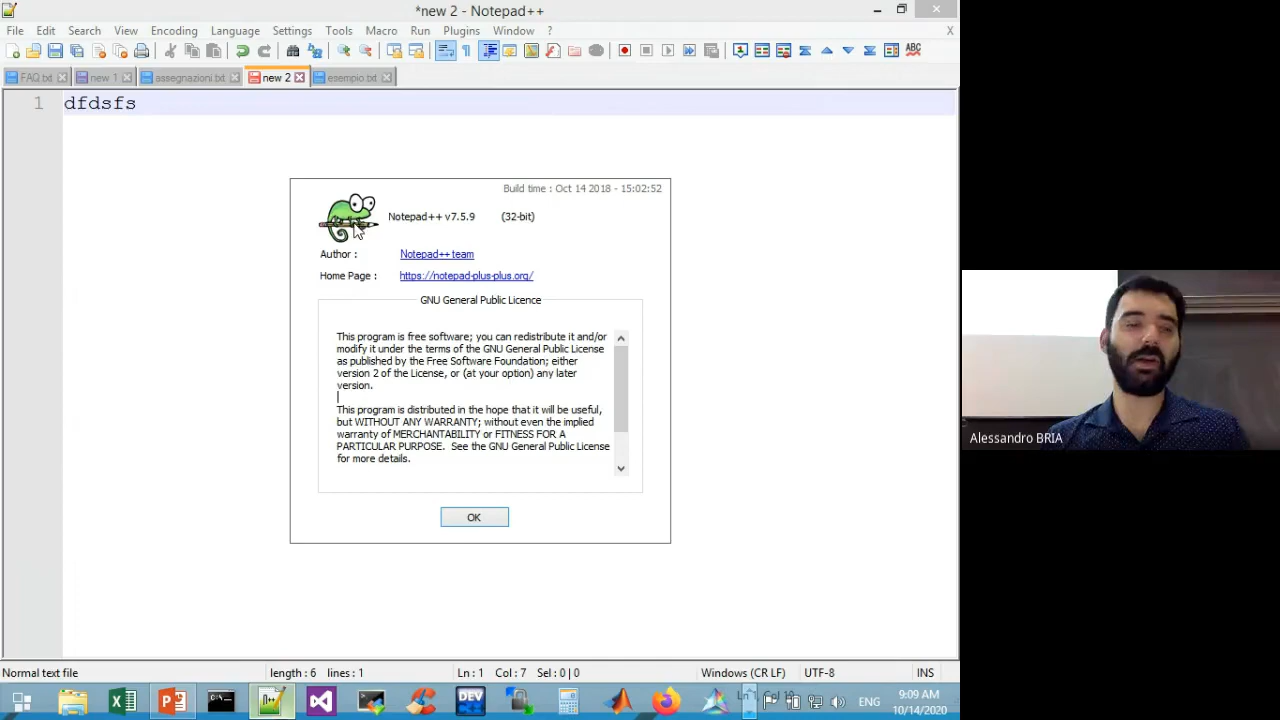 *new 2 - Notepad++
File Edit Search View Encoding Language Settings Tools Macro Run Plugins Window ? X
ABC
FAQ.txt new 1 assegnazioni.txt new 2 esempio.txt
1 dfdsfs
Build time : Oct 14 2018 - 15:02:52
Notepad++ v7.5.9 (32-bit)
Author : Notepad++ team
Home Page : https://notepad-plus-plus.org/
GNU General Public Licence
This program is free software; you can redistribute it and/or
modify it under the terms of the GNU General Public License
as published by the Free Software Foundation; either
version 2 of the License, or (at your option) any later
version.
This program is distributed in the hope that it will be useful,
but WITHOUT ANY WARRANTY; without even the implied
warranty of MERCHANTABILITY or FITNESS FOR A
PARTICULAR PURPOSE. See the GNU General Public License
for more details.
OK
Alessandro BRIA
Normal text file length : 6 lines : 1 Ln : 1 Col : 7 Sel : 0 | 0 Windows (CR LF) UTF-8 INS
DEV
ENG
9:09 AM
10/14/2020